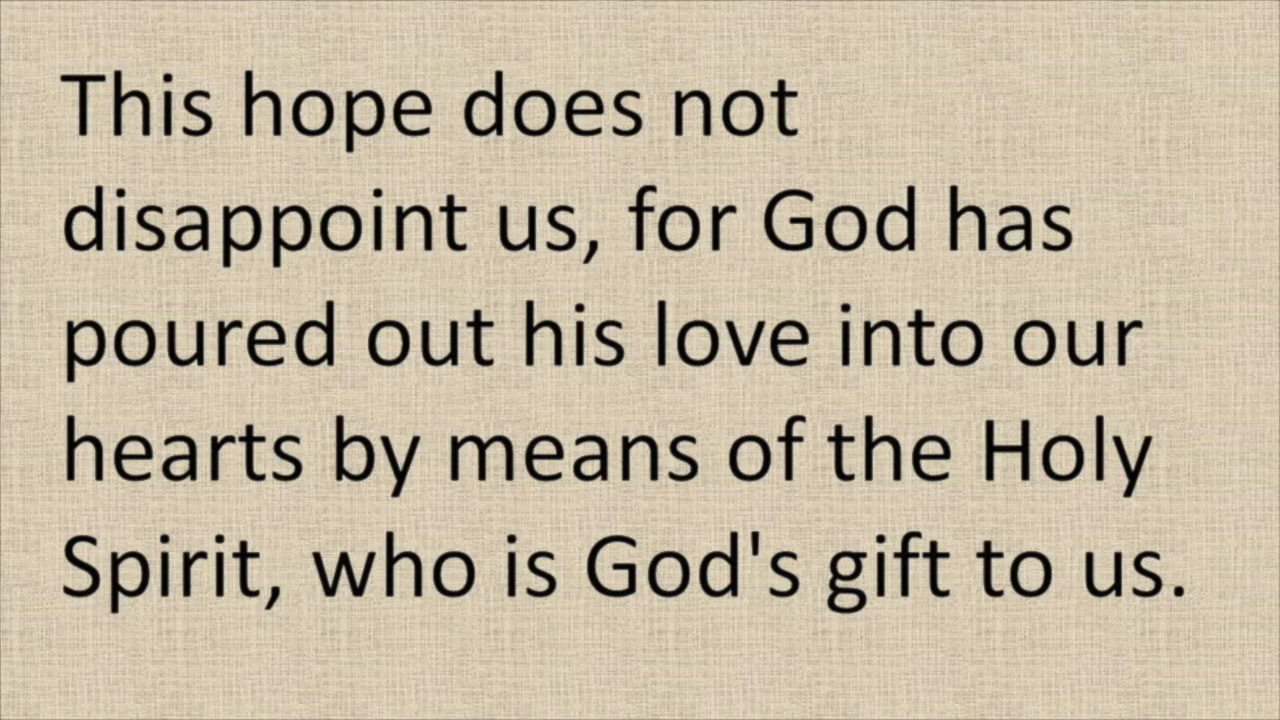 This hope does not
disappoint us, for God has
poured out his love into our
hearts by means of the Holy
Spirit, who is God's gift to us.